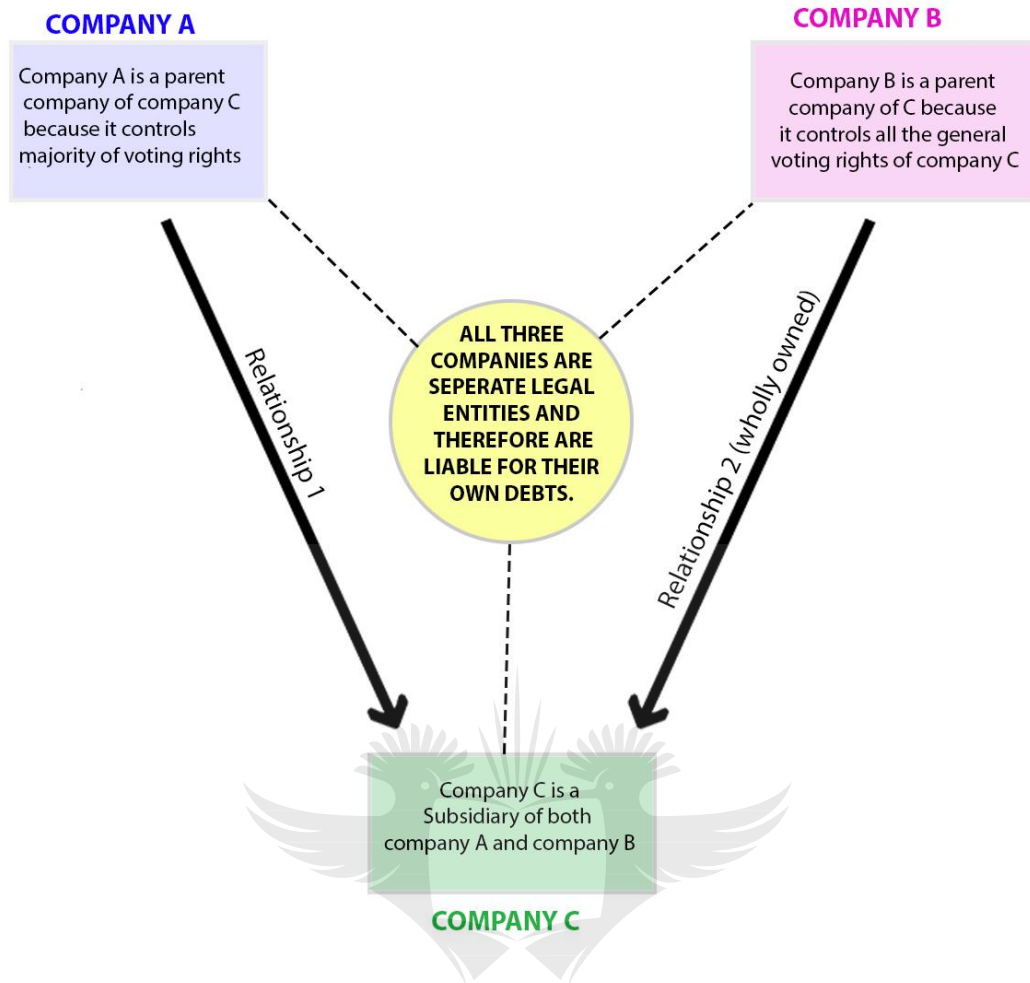 COMPANY A
Company A is a parent
company of company C
because it controls
majority of voting rights
COMPANY B
Company B is a parent
company of C because
it controls all the general
voting rights of company C
Relationship 1
ALL THREE
COMPANIES ARE
SEPERATE LEGAL
ENTITIES AND
THEREFORE ARE
LIABLE FOR THEIR
OWN DEBTS.
Relationship 2 (wholly owned)
Company C is a
Subsidiary of both
company A and company B
COMPANY C